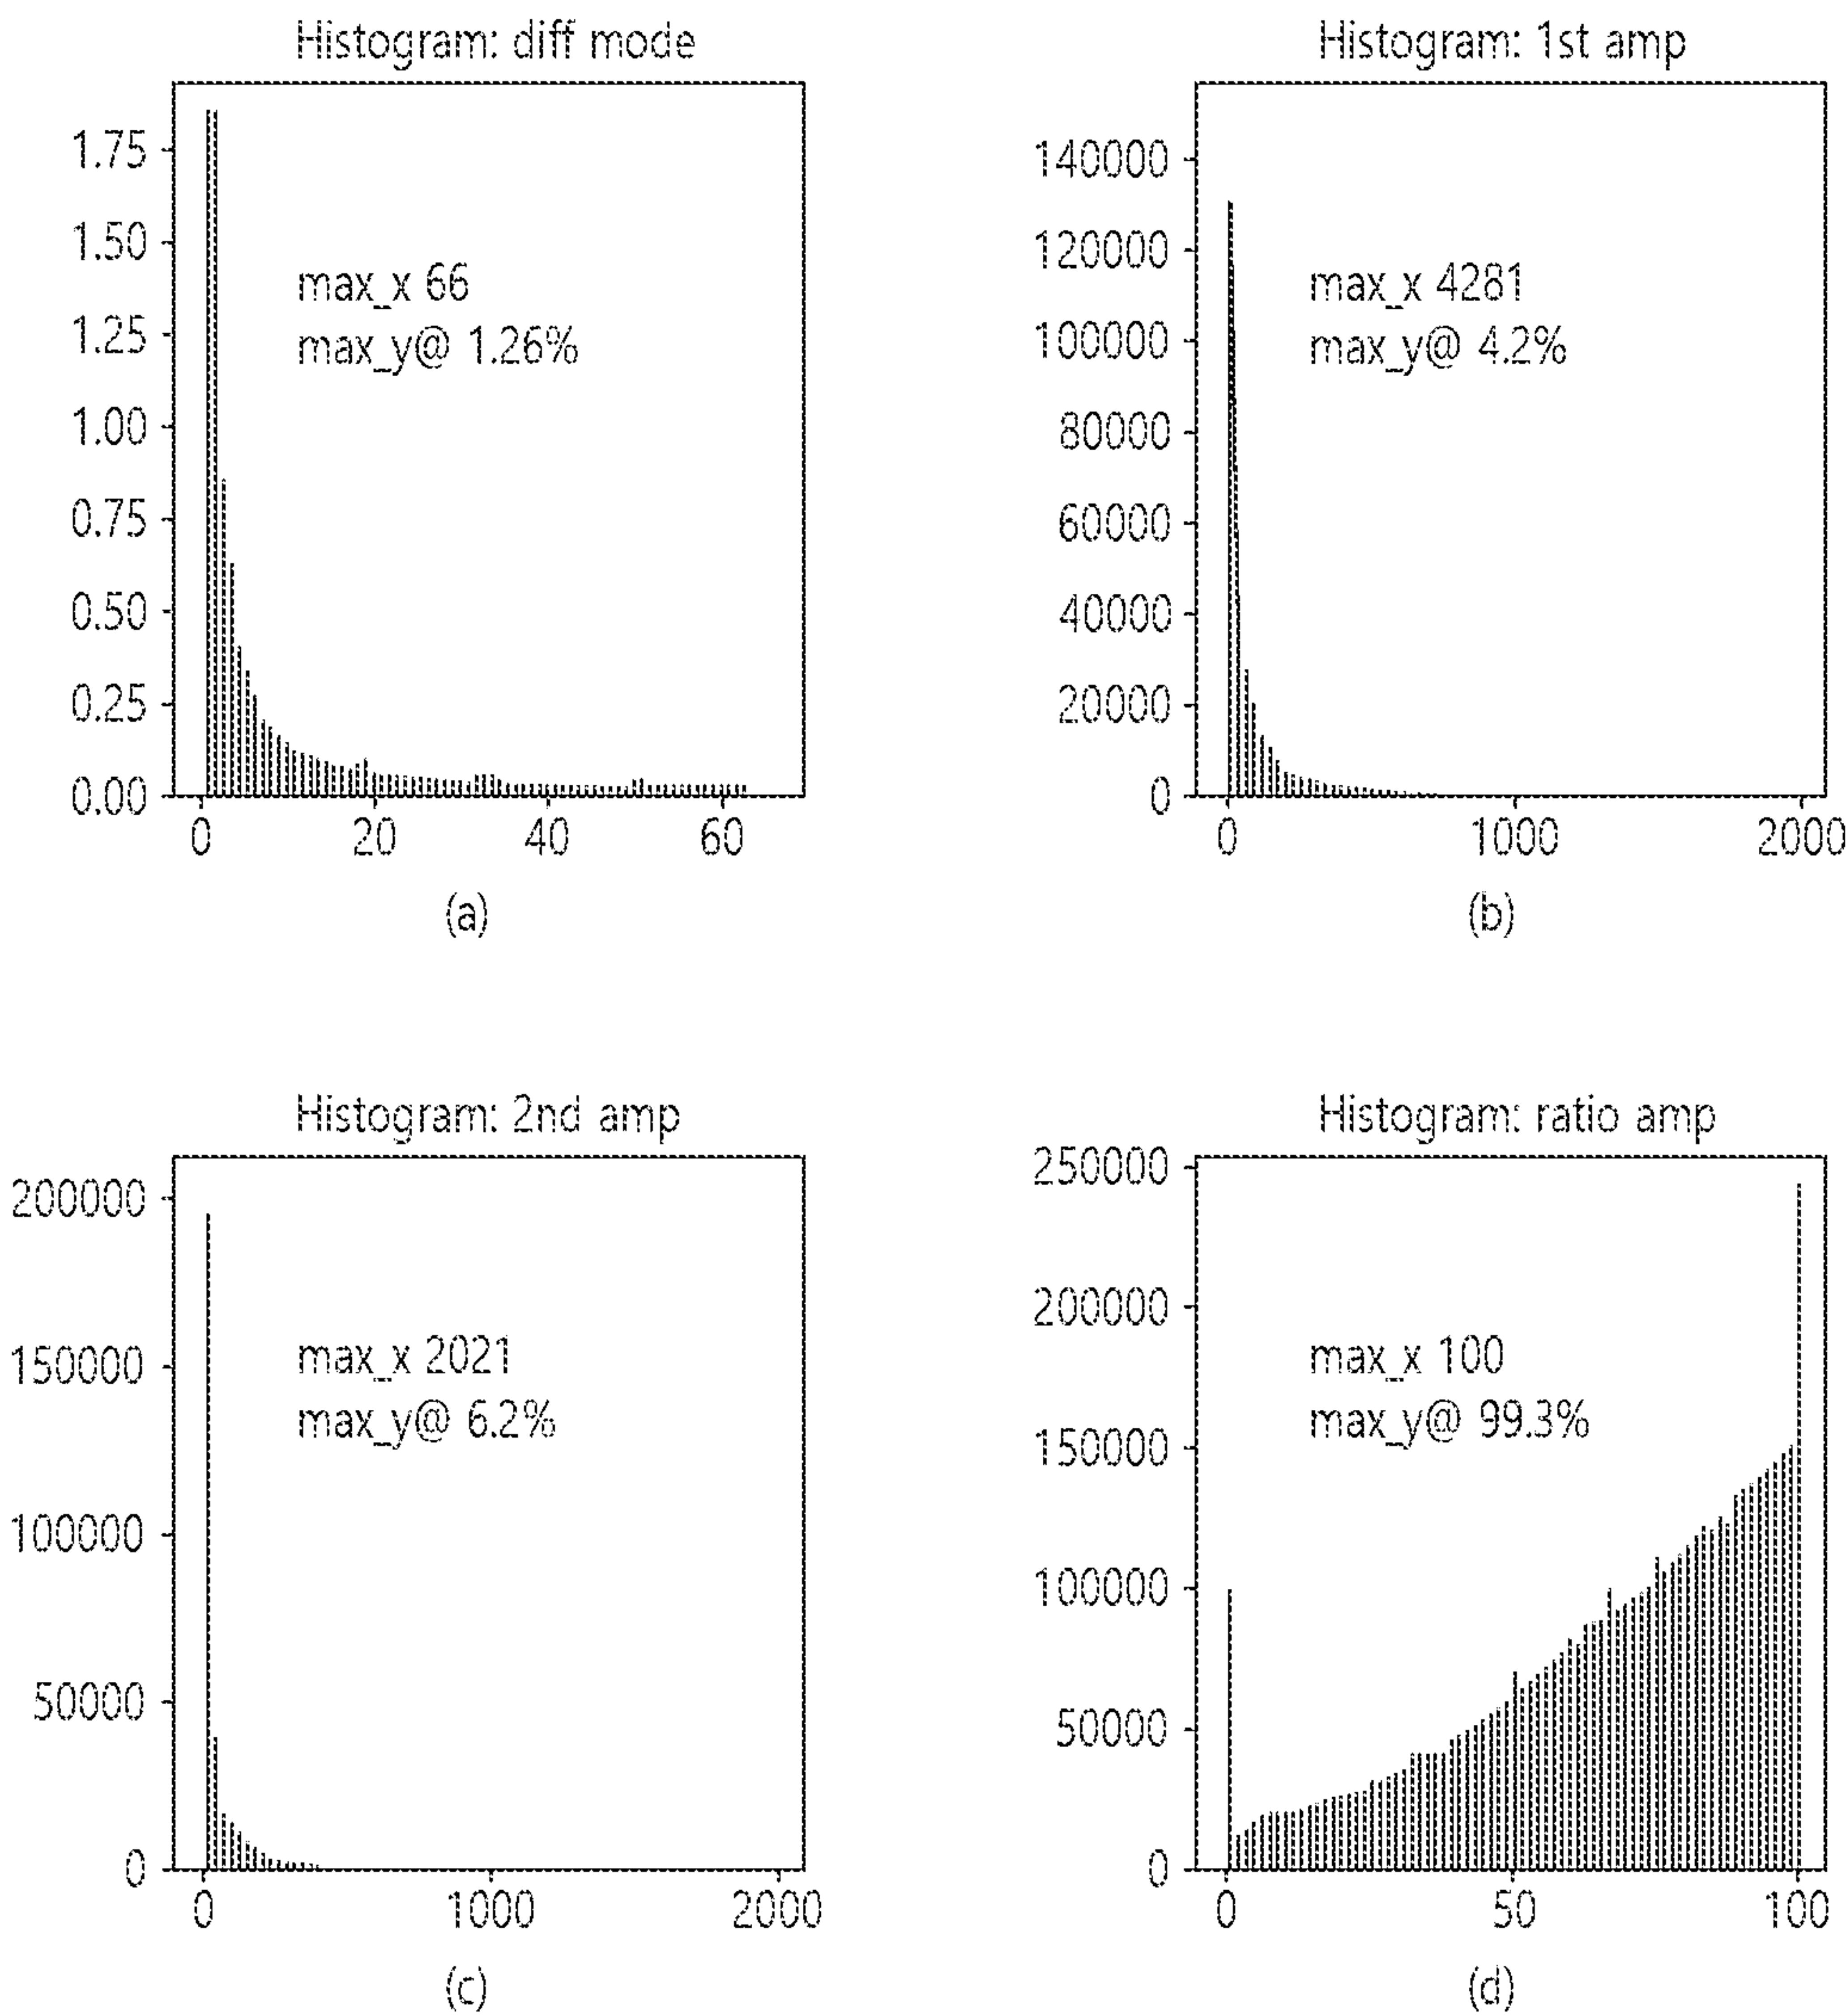 Histogram: diff mode
1.75
1.50
1.25
1.00
0.75
0.50
0.25
0.00
max_x 66
max_y@ 1.26%
0 20 40 60
(a)
Histogram: 1st amp
140000
120000
100000
80000
60000
40000
20000
0
max_x 4281
max_y@ 4.2%
0 1000 2000
(b)
Histogram: 2nd amp
200000
150000
100000
50000
0
max_x 2021
max_y@ 6.2%
0 1000 2000
(c)
Histogram: ratio amp
250000
200000
150000
100000
50000
0
max_x 100
max_y@ 99.3%
0 50 100
(d)